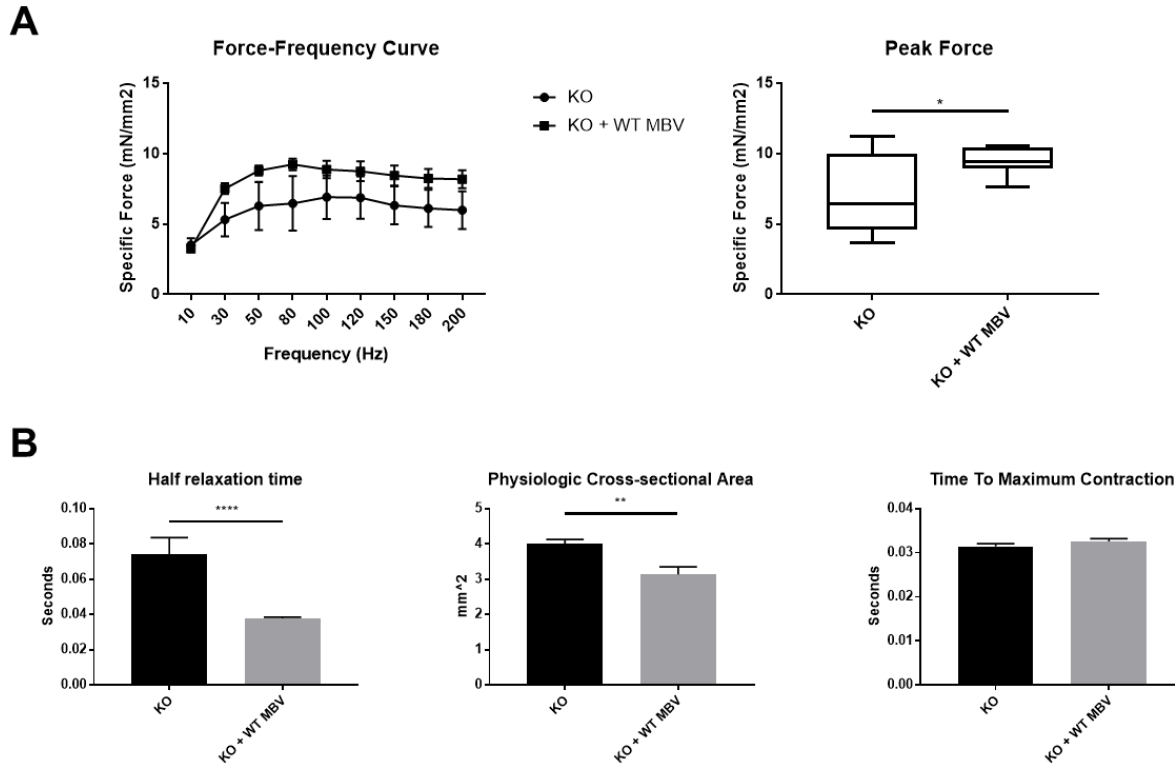 A
Force-Frequency Curve
Specific Force (mN/mm2)
15
10
5
0
10
30
50
80
100
120
150
180
200
Frequency (Hz)
KO
KO + WT MBV
Peak Force
Specific Force (mN/mm2)
15
10
5
0
*
KO
KO + WT MBV
B
Half relaxation time
Seconds
0.10
0.08
0.06
0.04
0.02
0.00
****
KO
KO + WT MBV
Physiologic Cross-sectional Area
mm^2
5
4
3
2
1
0
**
KO
KO + WT MBV
Time To Maximum Contraction
Seconds
0.04
0.03
0.02
0.01
0.00
KO
KO + WT MBV